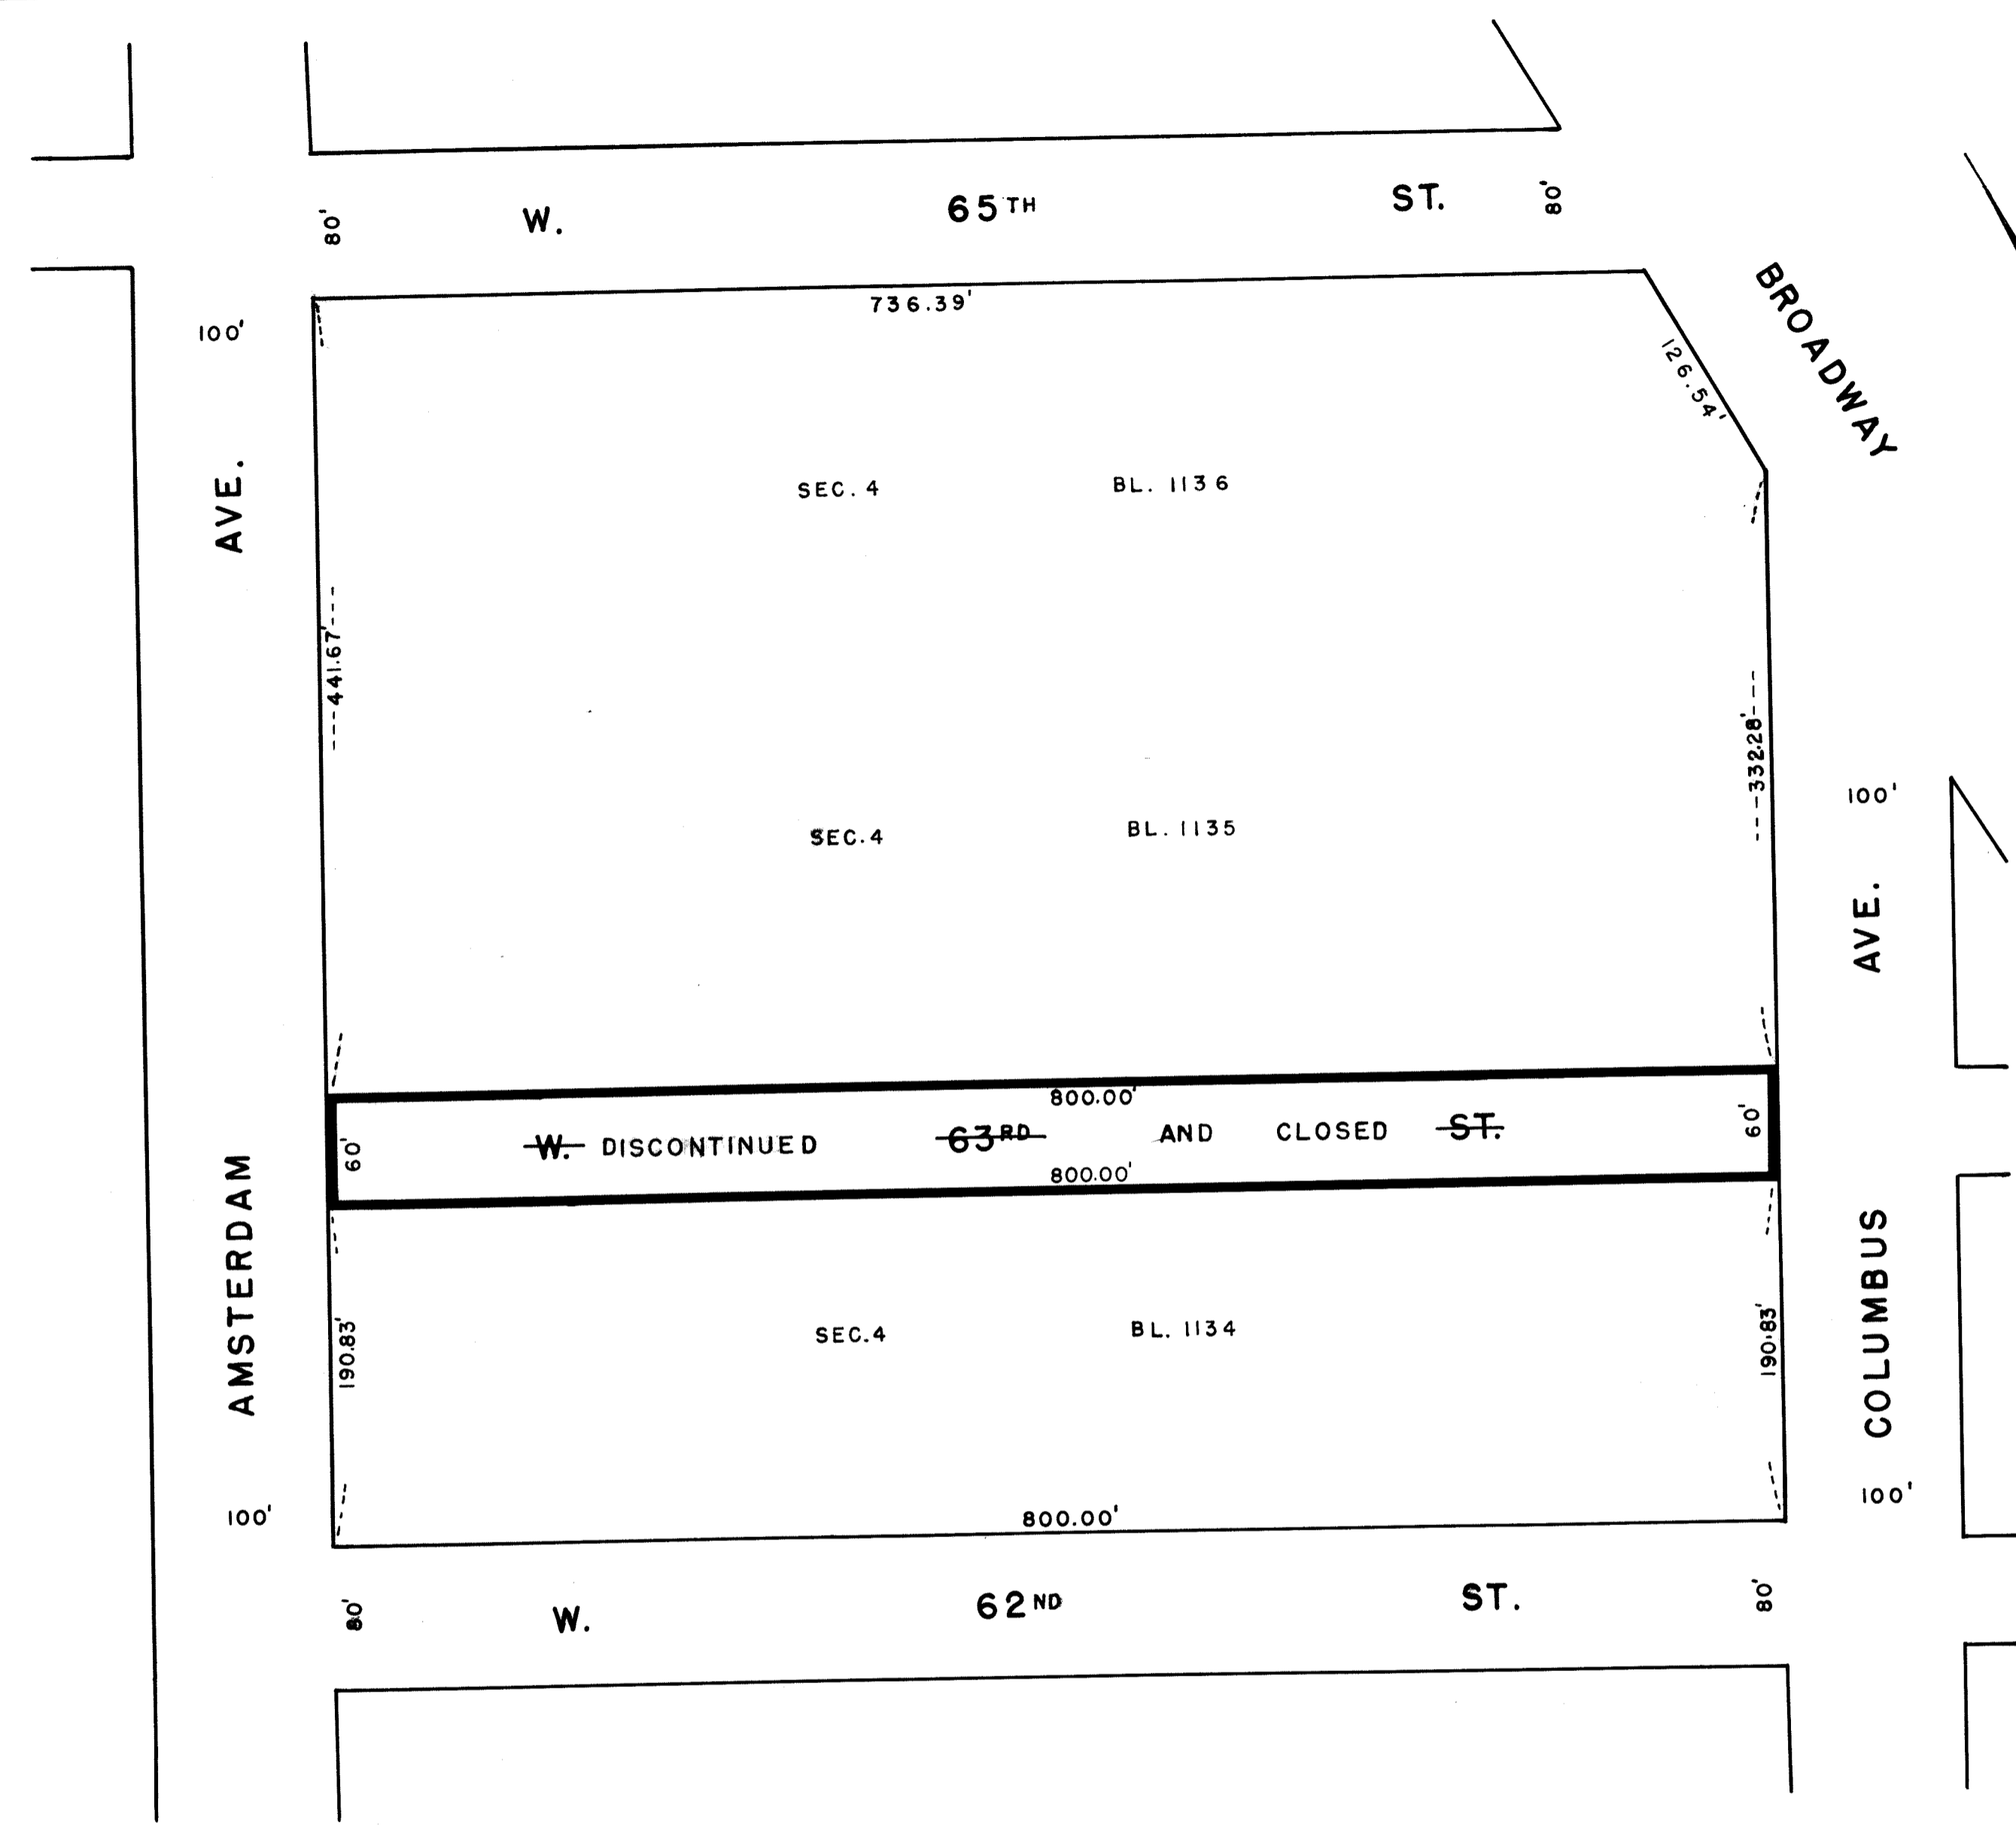 80'
W. 65TH ST.
80'
736.39'
100'
126.54'
BROADWAY
SEC. 4 BL. 1136
AVE.
441.67'
332.28'
100'
SEC. 4 BL. 1135
AVE.
800.00'
60'
W. DISCONTINUED 63RD AND CLOSED ST.
60'
800.00'
AMSTERDAM
COLUMBUS
190.83'
SEC. 4 BL. 1134
190.83'
100'
800.00'
100'
80'
W. 62ND ST.
80'